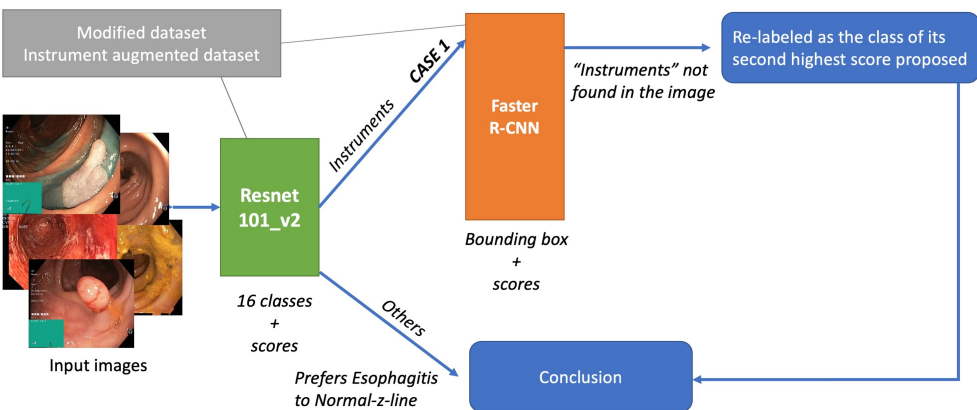 Modified dataset
Instrument augmented dataset
CASE 1
Instruments
Faster
R-CNN
"Instruments" not
found in the image
Re-labeled as the class of its
second highest score proposed
Resnet
101_v2
Bounding box
+
scores
16 classes
+
scores
Others
Input images
Prefers Esophagitis
to Normal-z-line
Conclusion